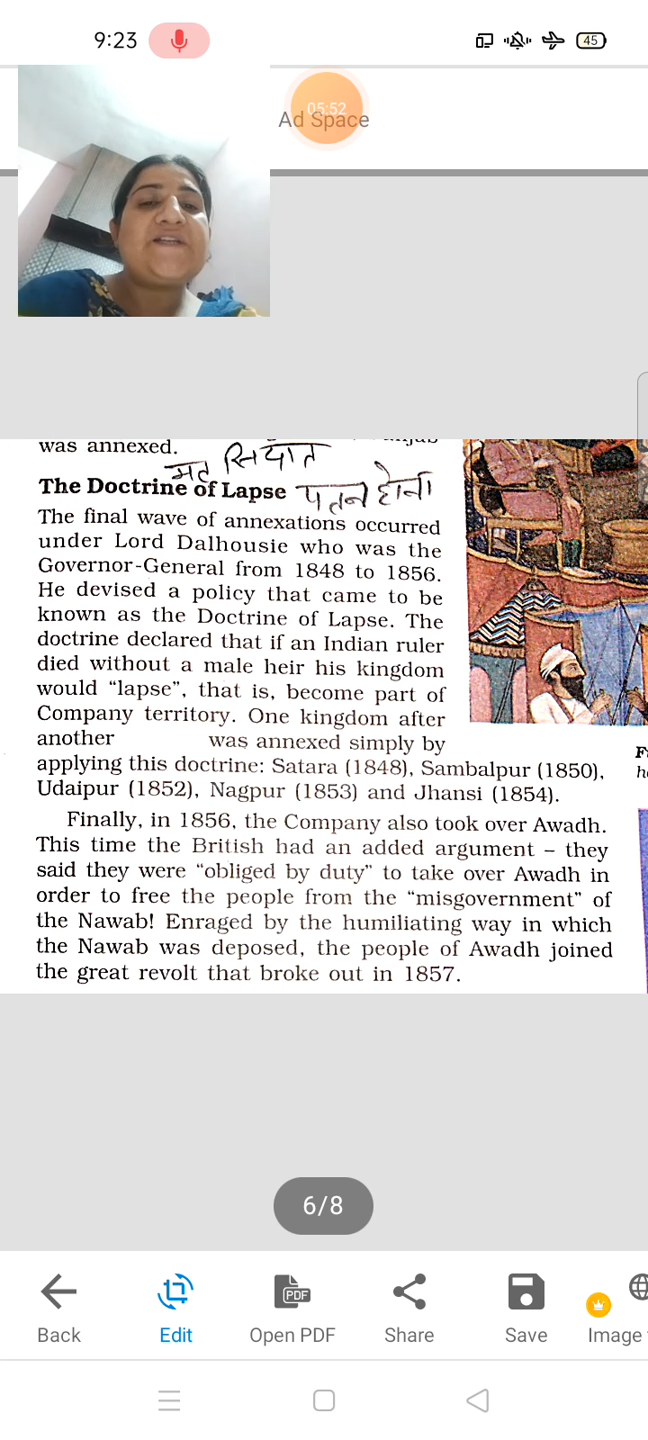 9:23
45
05:52
Ad Space
was annexed.
मत सिद्यांत
The Doctrine of Lapse पतन होना
The final wave of annexations occurred
under Lord Dalhousie who was the
Governor-General from 1848 to 1856.
He devised a policy that came to be
known as the Doctrine of Lapse. The
doctrine declared that if an Indian ruler
died without a male heir his kingdom
would “lapse”, that is, become part of
Company territory. One kingdom after
another was annexed simply by
applying this doctrine: Satara (1848), Sambalpur (1850),
Udaipur (1852), Nagpur (1853) and Jhansi (1854).
Finally, in 1856, the Company also took over Awadh.
This time the British had an added argument – they
said they were “obliged by duty” to take over Awadh in
order to free the people from the “misgovernment” of
the Nawab! Enraged by the humiliating way in which
the Nawab was deposed, the people of Awadh joined
the great revolt that broke out in 1857.
6/8
PDF
Back Edit Open PDF Share Save Image